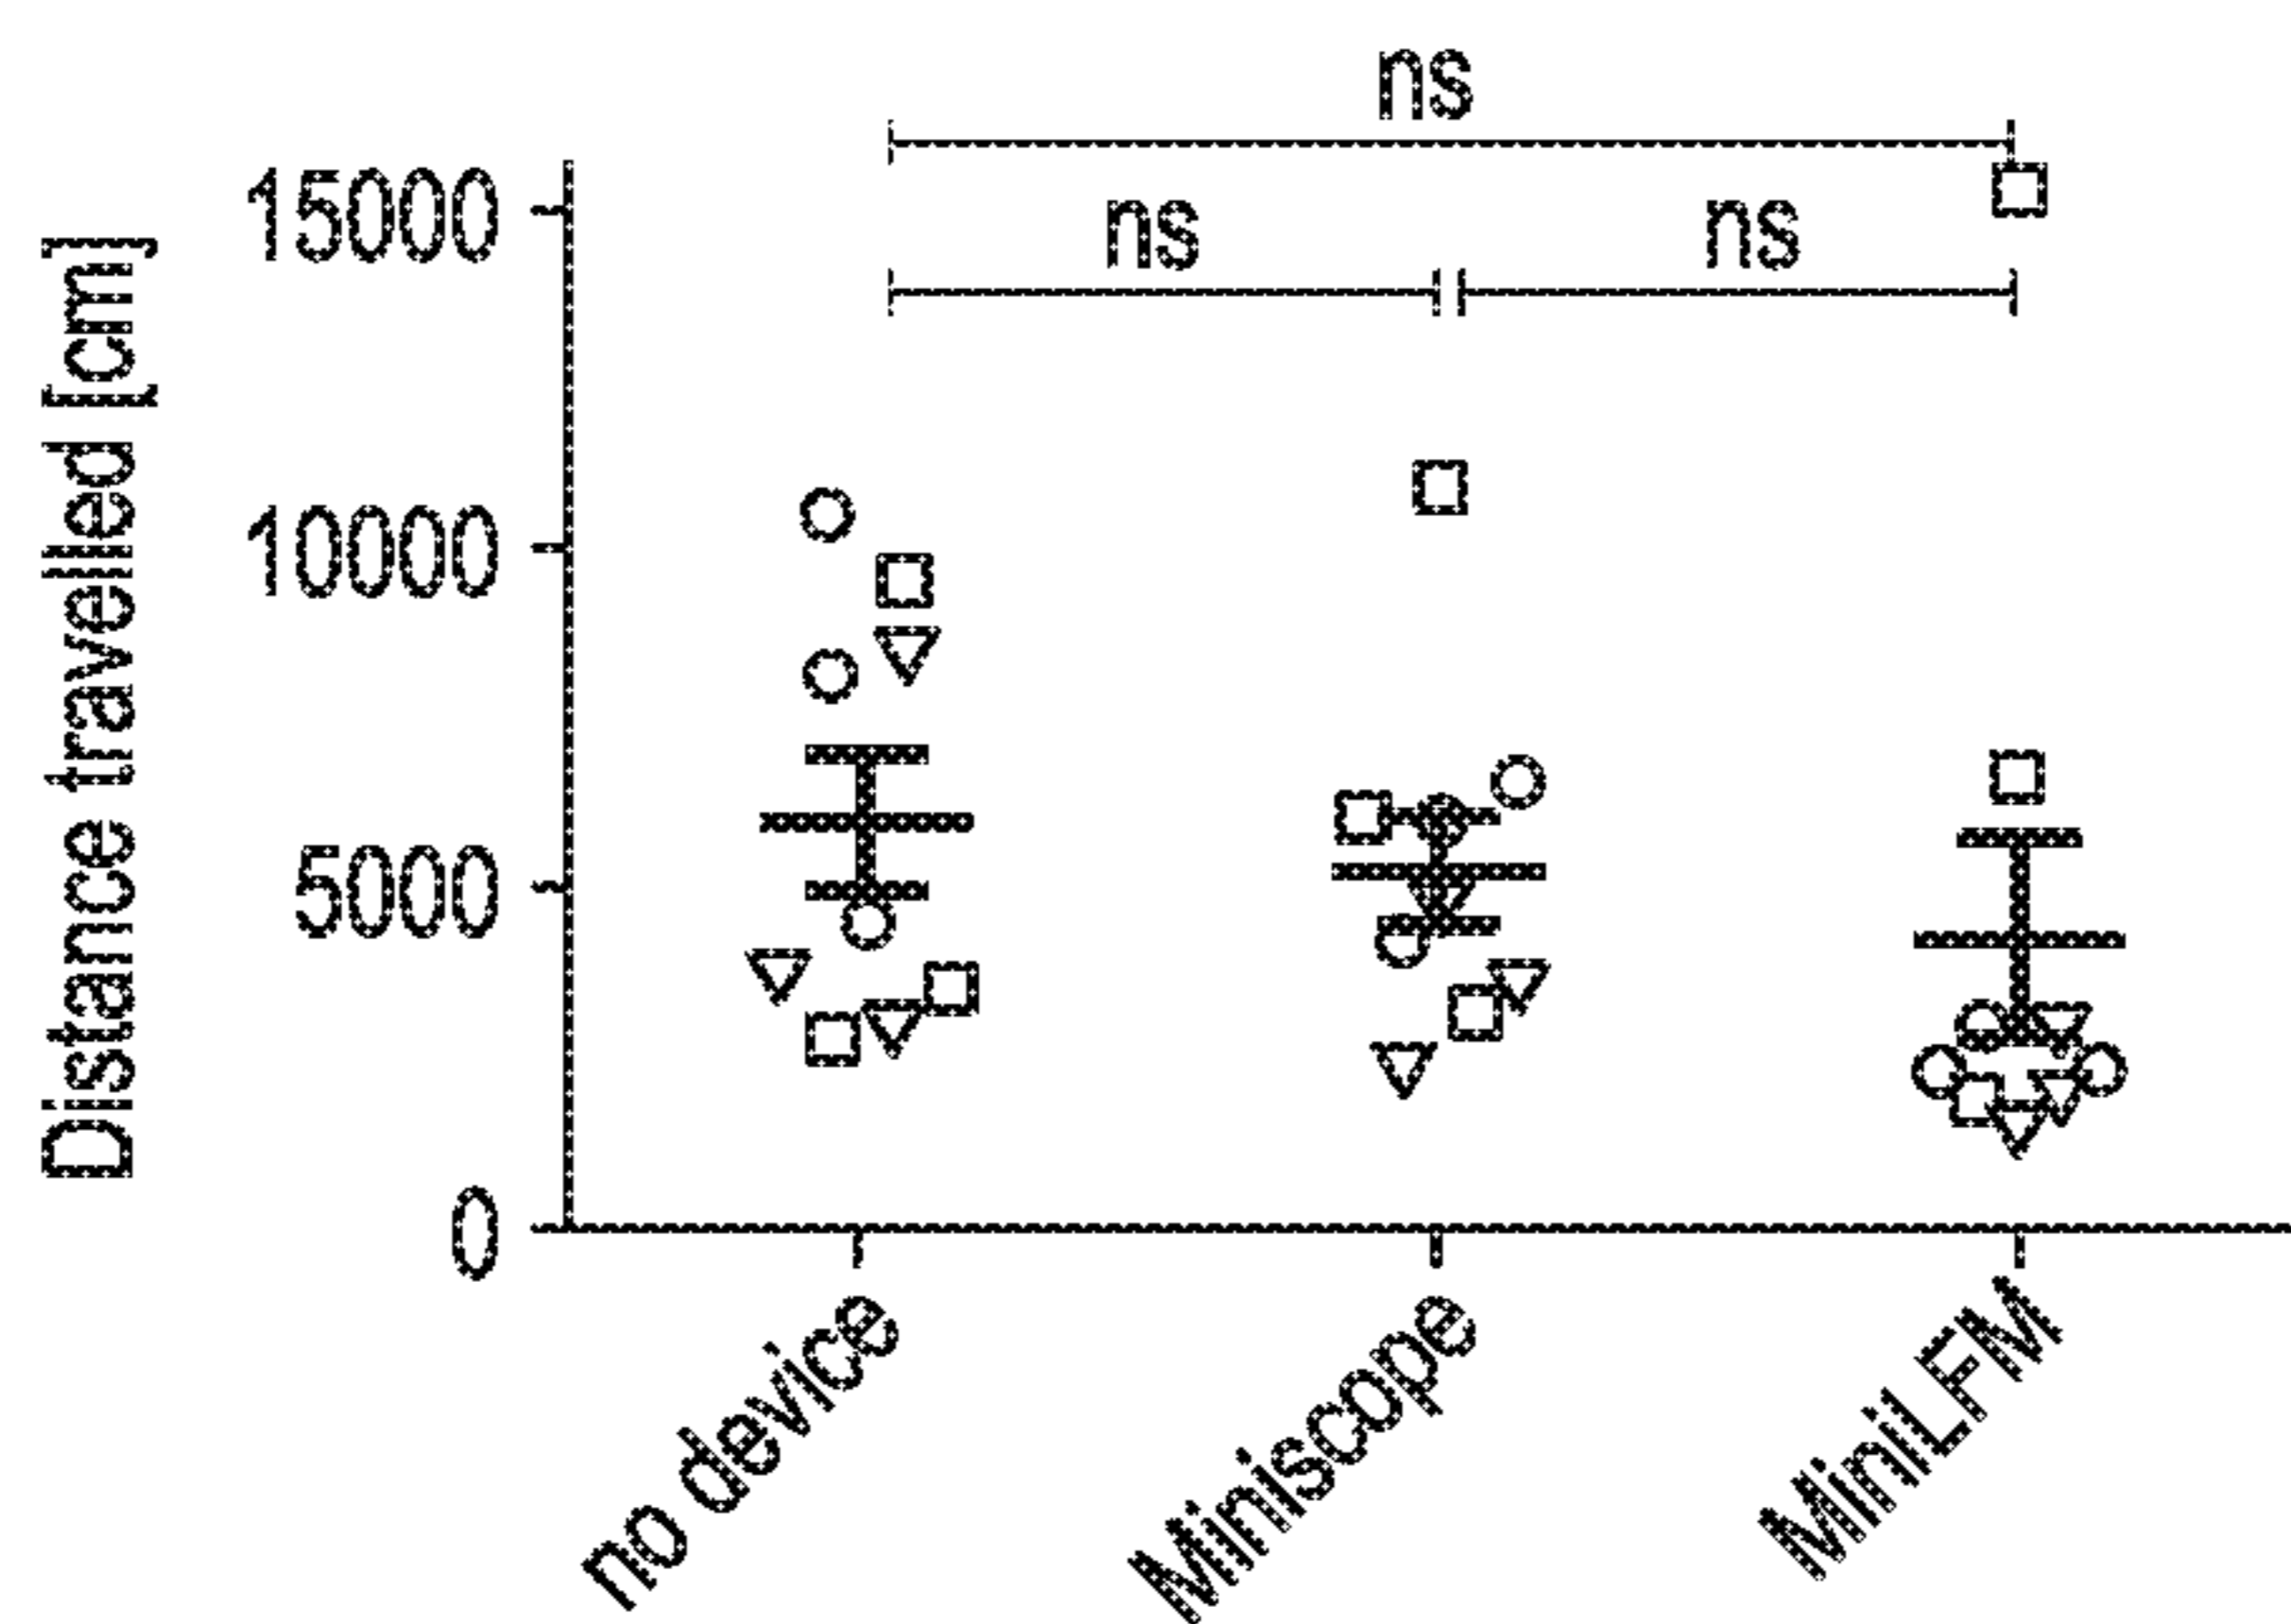 ns
ns
ns
Distance travelled [cm]
15000
10000
5000
0
no device
Miniscope
MiniLFM